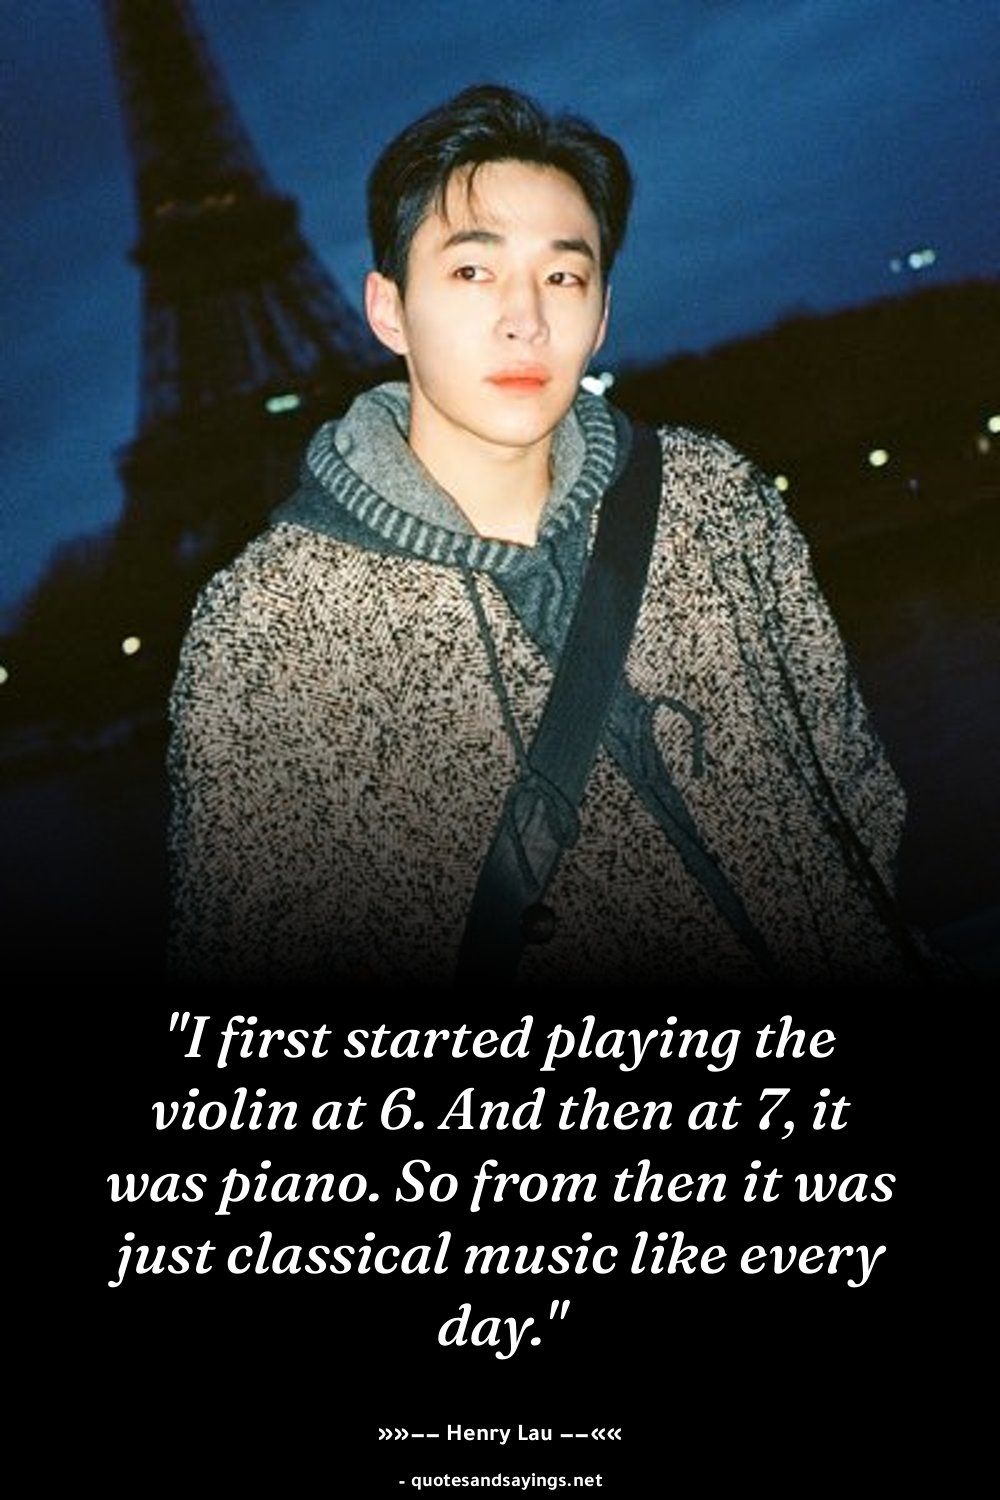 "I first started playing the
violin at 6. And then at 7, it
was piano. So from then it was
just classical music like every
day."
»»–– Henry Lau ––««
- quotesandsayings.net